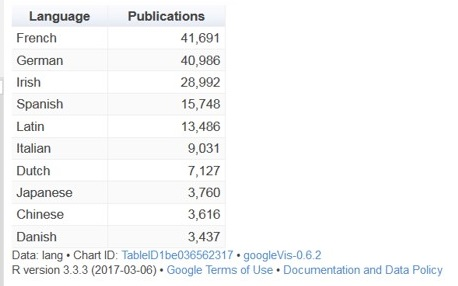 Language Publications
French 41,691
German 40,986
Irish 28,992
Spanish 15,748
Latin 13,486
Italian 9,031
Dutch 7,127
Japanese 3,760
Chinese 3,616
Danish 3,437
Data: lang • Chart ID: TableID1be036562317 • googleVis-0.6.2
R version 3.3.3 (2017-03-06) • Google Terms of Use • Documentation and Data Policy